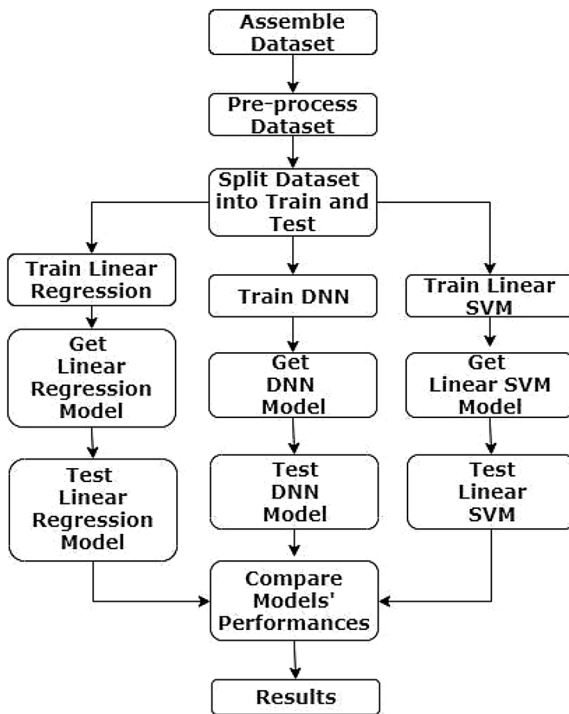 Assemble
Dataset
Pre-process
Dataset
Split Dataset
into Train and
Test
Train Linear
Regression
Get
Linear
Regression
Model
Test
Linear
Regression
Model
Train DNN
Get
DNN
Model
Test
DNN
Model
Train Linear
SVM
Get
Linear SVM
Model
Test
Linear
SVM
Compare
Models'
Performances
Results